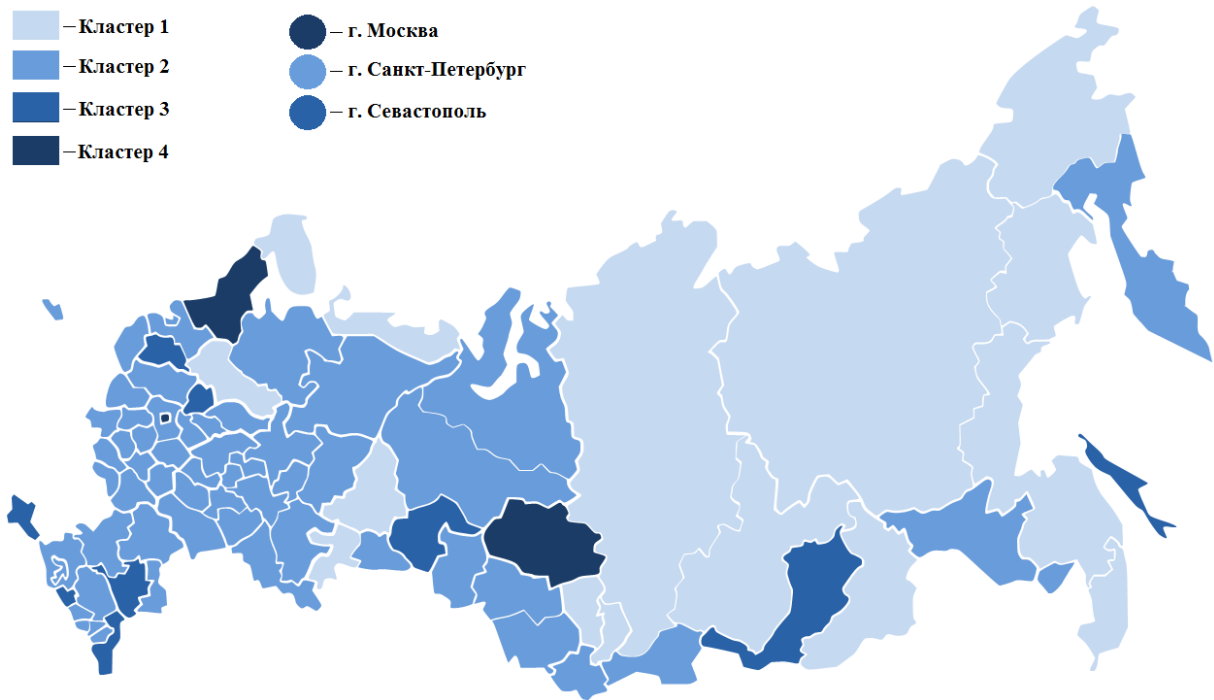 – Кластер 1
– Кластер 2
– Кластер 3
– Кластер 4
– г. Москва
– г. Санкт-Петербург
– г. Севастополь